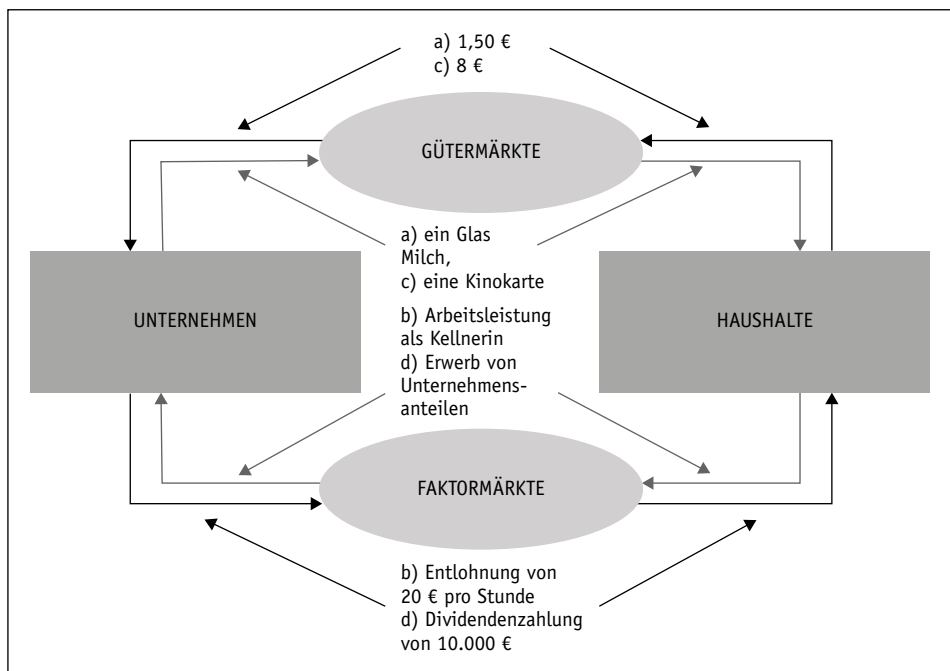 a) 1,50 €
c) 8 €
GÜTERMÄRKTE
a) ein Glas
Milch,
c) eine Kinokarte
UNTERNEHMEN
b) Arbeitsleistung
als Kellnerin
d) Erwerb von
Unternehmens-
anteilen
HAUSHALTE
FAKTORMÄRKTE
b) Entlohnung von
20 € pro Stunde
d) Dividendenzahlung
von 10.000 €